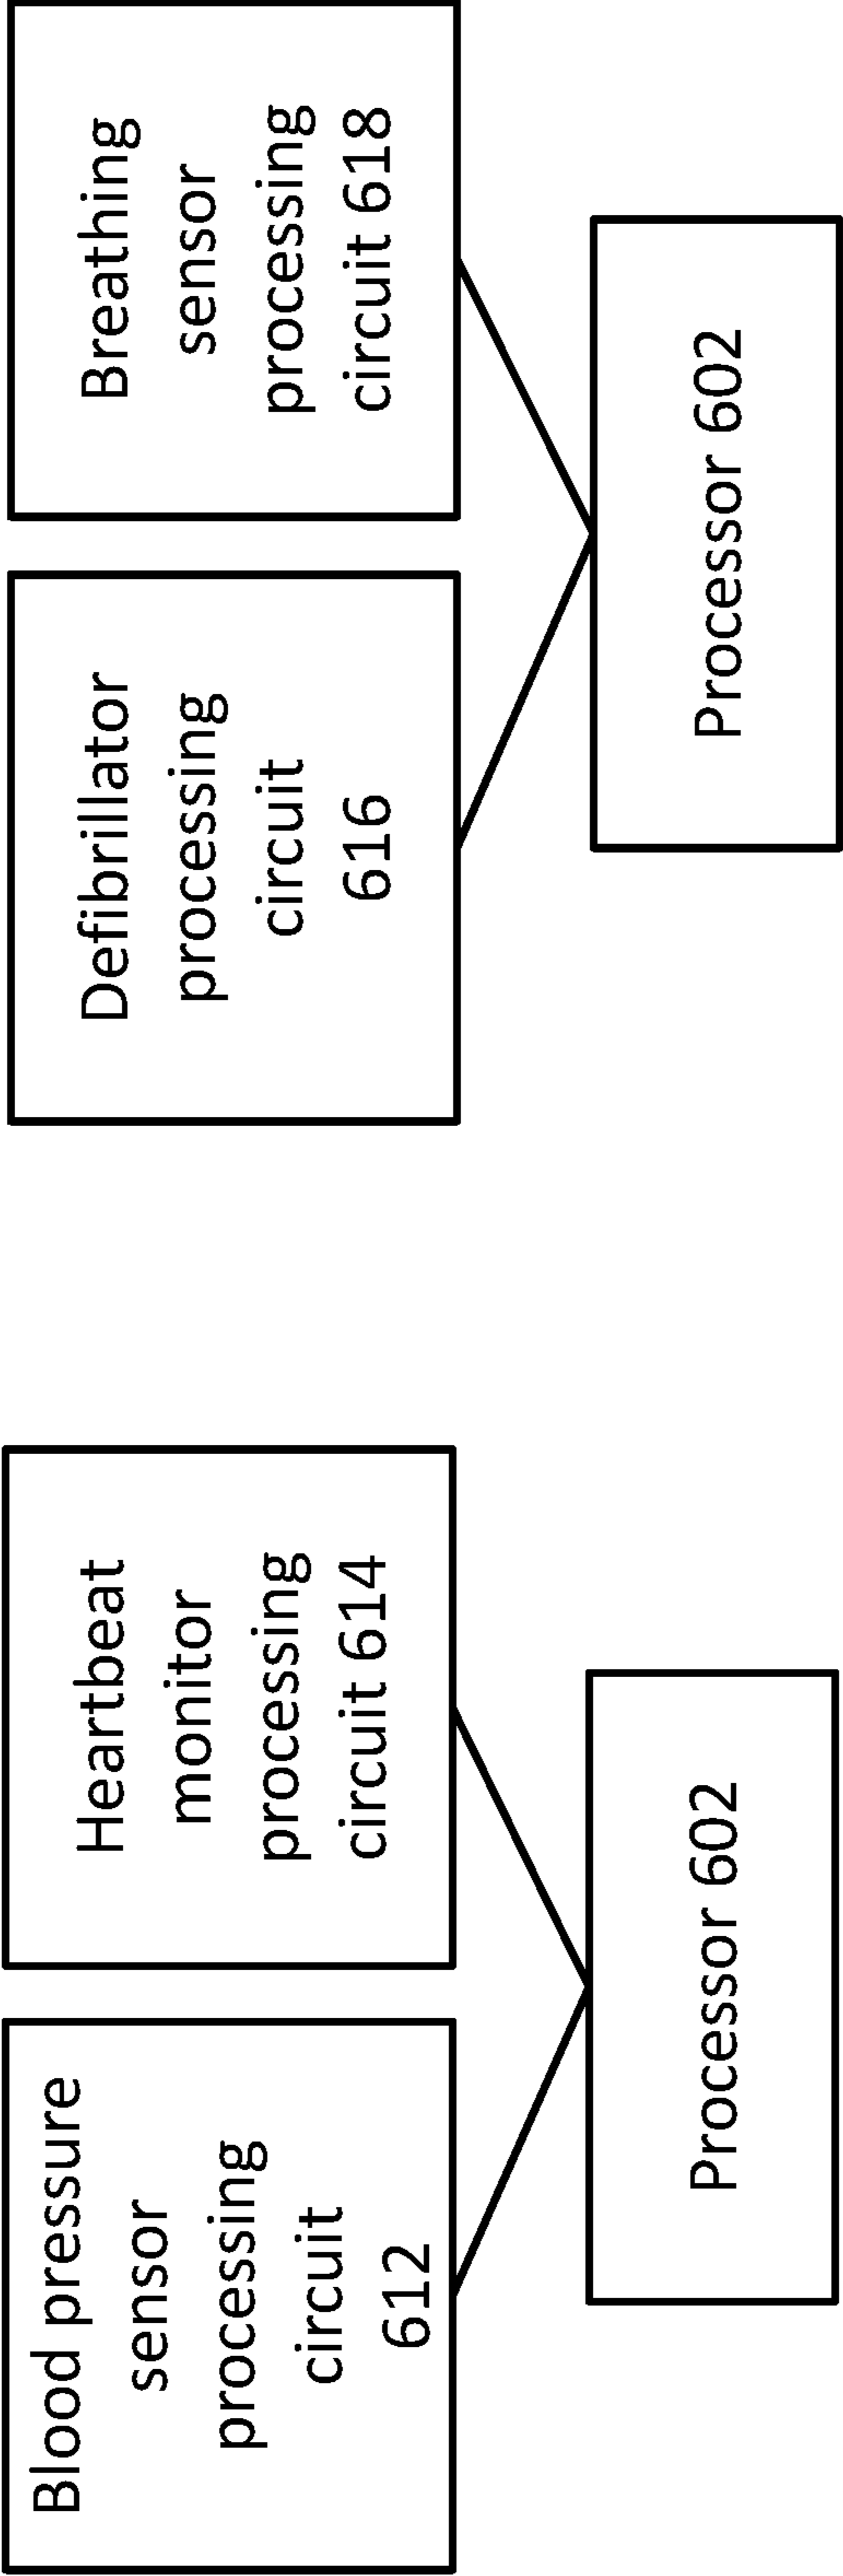 Blood pressure
sensor
processing
circuit
612
Heartbeat
monitor
processing
circuit 614
Processor 602
Defibrillator
processing
circuit
616
Breathing
sensor
processing
circuit 618
Processor 602